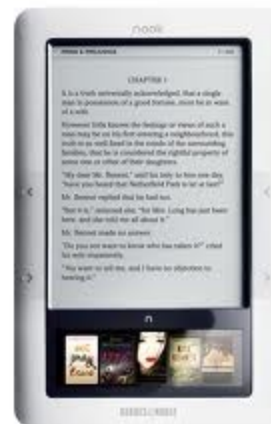 nook
PRIDE & PREJUDICE
CHAPTER 1
It is a truth universally acknowledged, that a single
man in possession of a good fortune, must be in want
of a wife.
However little known the feelings or views of such a
man may be on his first entering a neighbourhood, this
truth is so well fixed in the minds of the surrounding
families, that he is considered the rightful property of
some one or other of their daughters.
"My dear Mr. Bennet," said his lady to him one day,
"have you heard that Netherfield Park is let at last?"
Mr. Bennet replied that he had not.
"But it is," returned she; "for Mrs. Long has just been
here, and she told me all about it."
Mr. Bennet made no answer.
"Do you not want to know who has taken it?" cried
his wife impatiently.
"You want to tell me, and I have no objection to
hearing it."
n
eat
pray
love
BARNES & NOBLE